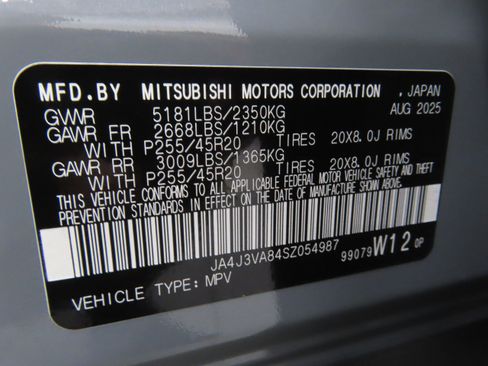 MFD.BY MITSUBISHI MOTORS CORPORATION , JAPAN
GVWR 5181LBS/2350KG AUG 2025
GAWR FR 2668LBS/1210KG
WITH P255/45R20 TIRES 20X8.0J RIMS
GAWR RR 3009LBS/1365KG
WITH P255/45R20 TIRES 20X8.0J RIMS
THIS VEHICLE CONFORMS TO ALL APPLICABLE FEDERAL MOTOR VEHICLE SAFETY AND THEFT
PREVENTION STANDARDS IN EFFECT ON THE DATE OF MANUFACTURE SHOWN ABOVE.
JA4J3VA84SZ054987
99079 W12 0P
VEHICLE TYPE: MPV